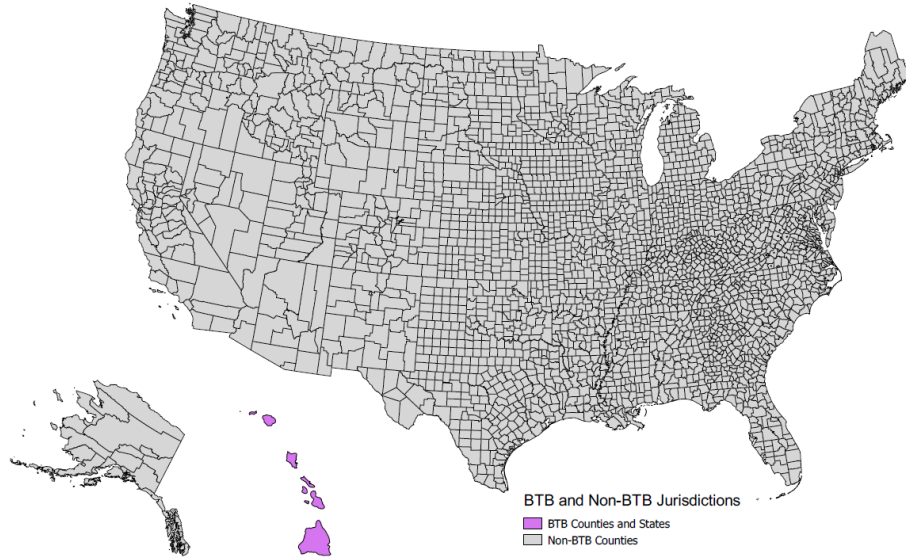 BTB and Non-BTB Jurisdictions
BTB Counties and States
Non-BTB Counties